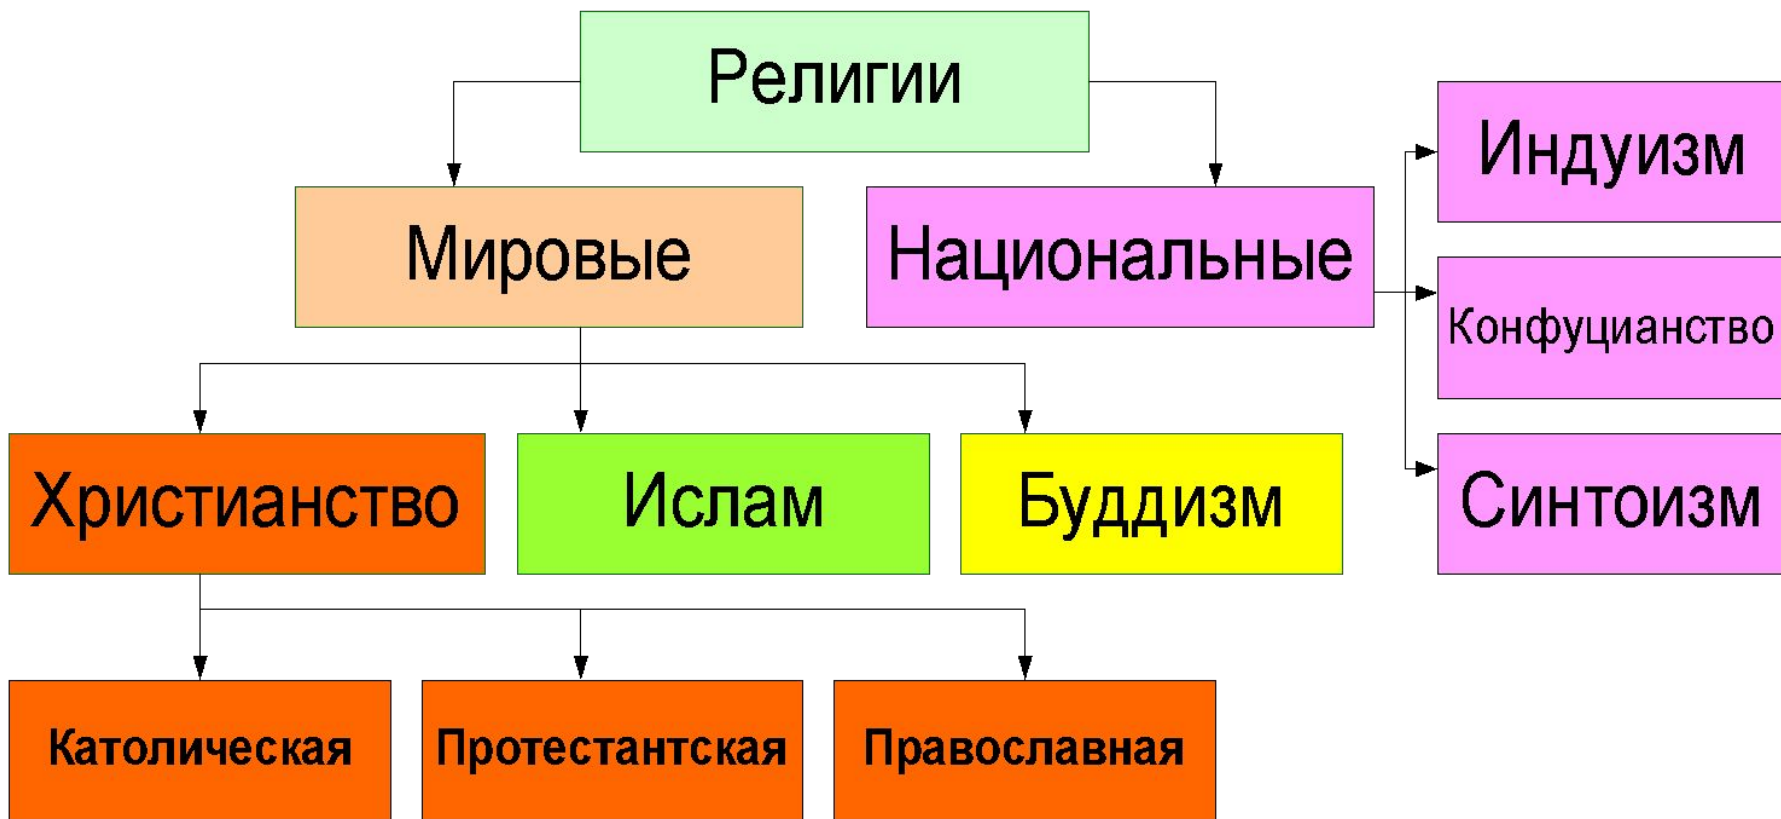 Религии
Индуизм
Мировые
Национальные
Конфуцианство
Христианство
Ислам
Буддизм
Синтоизм
Католическая
Протестантская
Православная